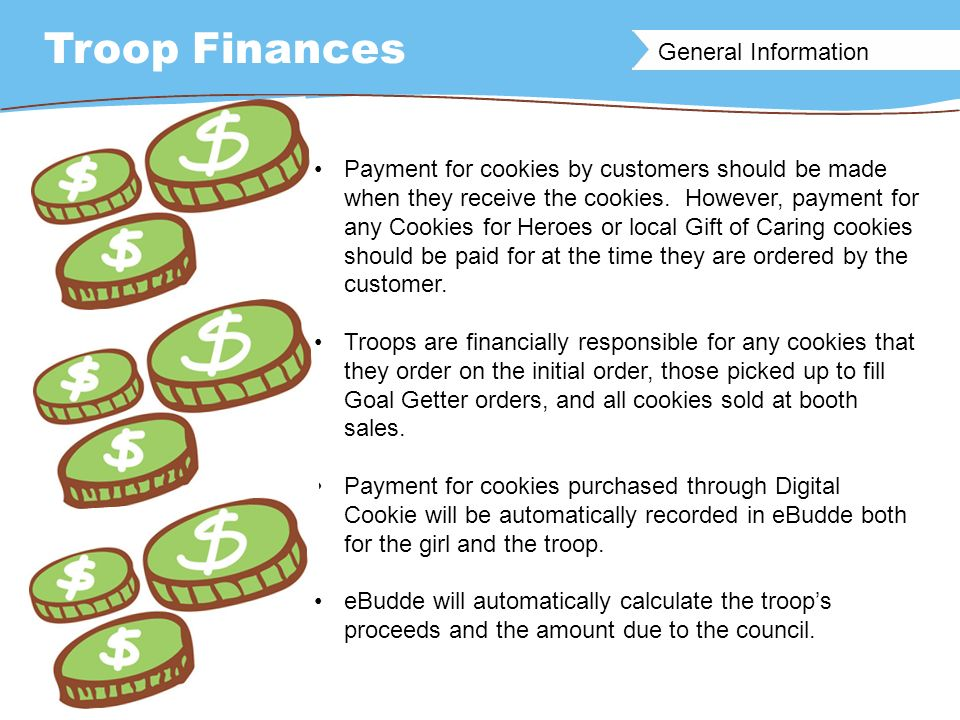 Troop Finances
General Information
• Payment for cookies by customers should be made
when they receive the cookies.  However, payment for
any Cookies for Heroes or local Gift of Caring cookies
should be paid for at the time they are ordered by the
customer.
• Troops are financially responsible for any cookies that
they order on the initial order, those picked up to fill
Goal Getter orders, and all cookies sold at booth
sales.
• Payment for cookies purchased through Digital
Cookie will be automatically recorded in eBudde both
for the girl and the troop.
• eBudde will automatically calculate the troop’s
proceeds and the amount due to the council.
$
$
$
$
$
$
$
$
$